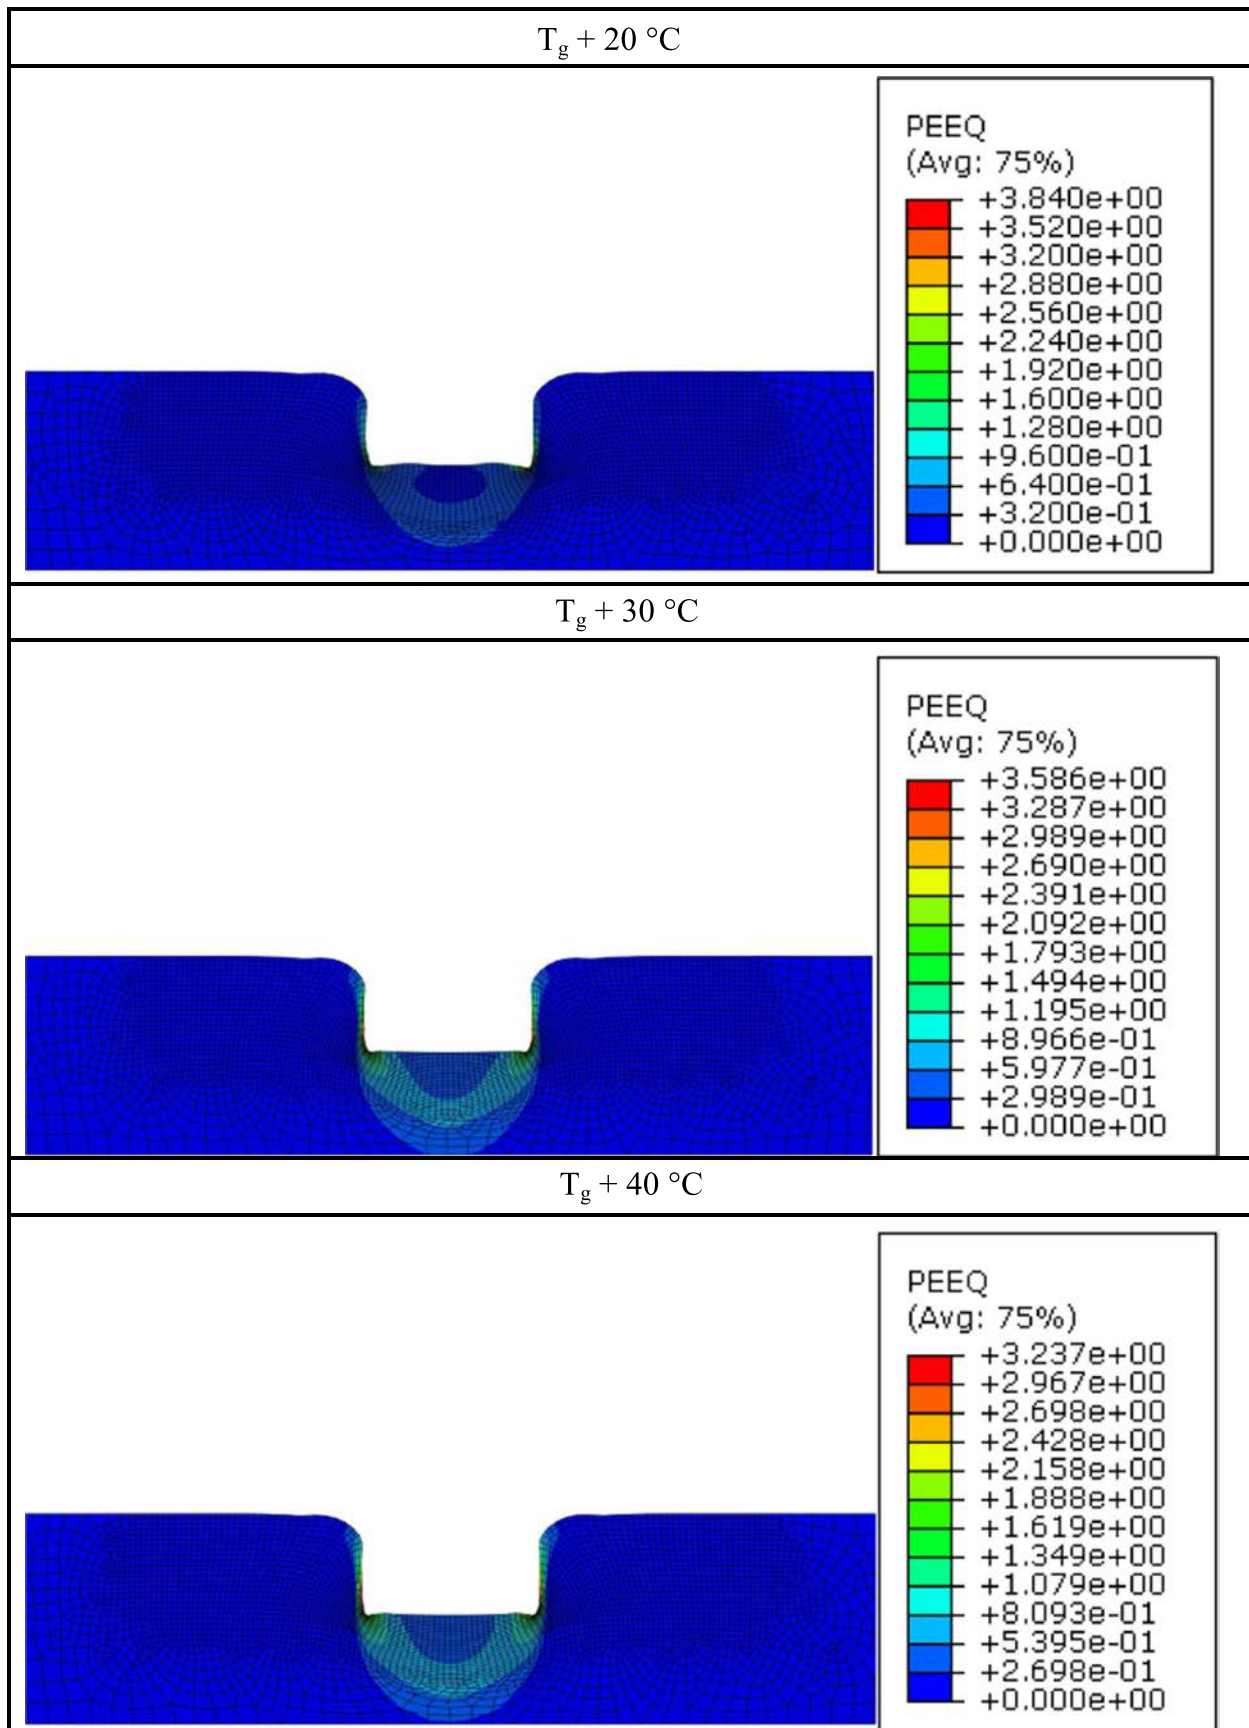 Tg + 20 °C
PEEQ
(Avg: 75%)
+3.840e+00
+3.520e+00
+3.200e+00
+2.880e+00
+2.560e+00
+2.240e+00
+1.920e+00
+1.600e+00
+1.280e+00
+9.600e-01
+6.400e-01
+3.200e-01
+0.000e+00
Tg + 30 °C
PEEQ
(Avg: 75%)
+3.586e+00
+3.287e+00
+2.989e+00
+2.690e+00
+2.391e+00
+2.092e+00
+1.793e+00
+1.494e+00
+1.195e+00
+8.966e-01
+5.977e-01
+2.989e-01
+0.000e+00
Tg + 40 °C
PEEQ
(Avg: 75%)
+3.237e+00
+2.967e+00
+2.698e+00
+2.428e+00
+2.158e+00
+1.888e+00
+1.619e+00
+1.349e+00
+1.079e+00
+8.093e-01
+5.395e-01
+2.698e-01
+0.000e+00